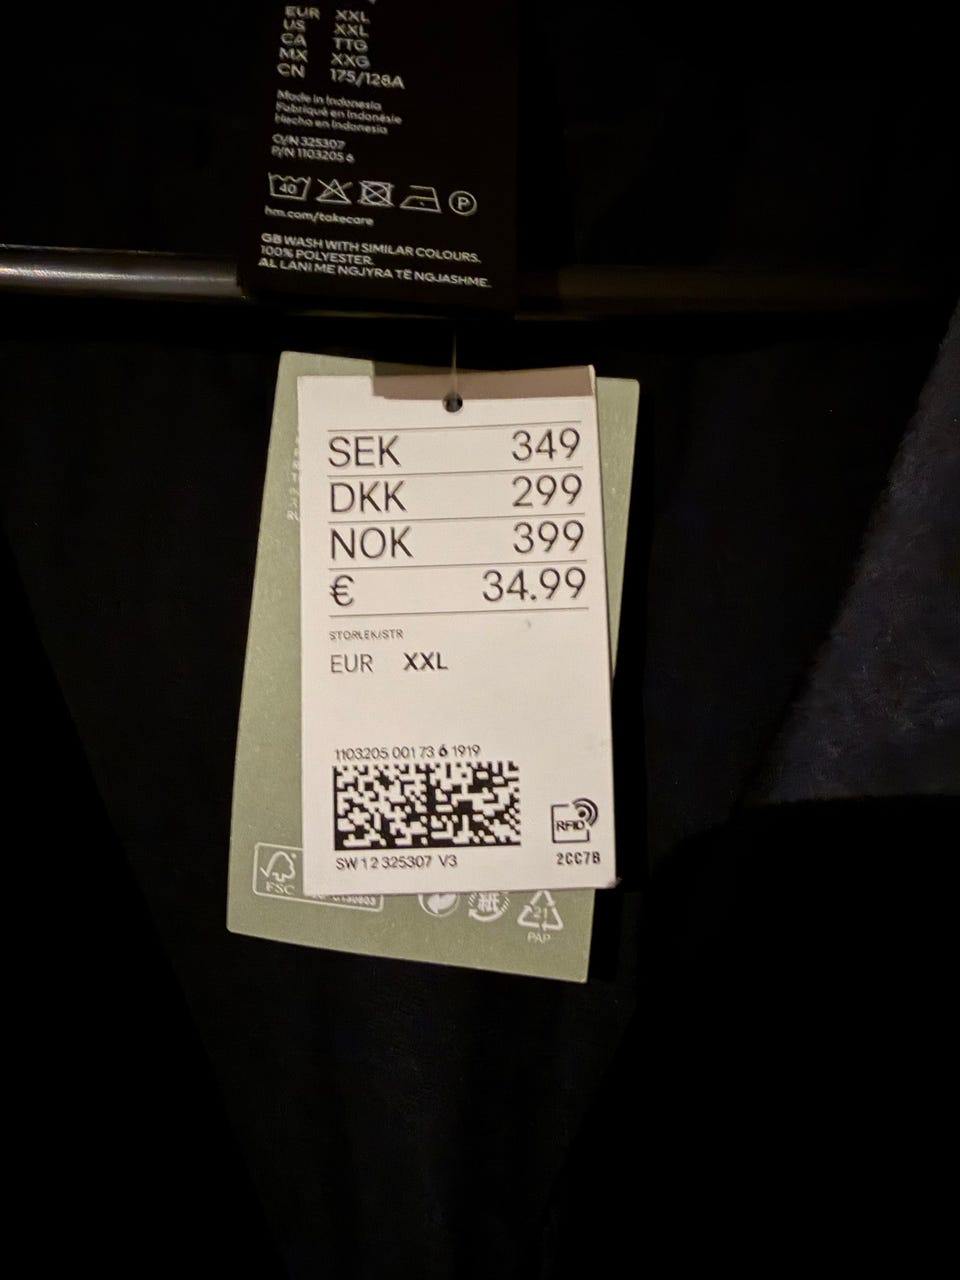 EUR XXL
US XXL
CA TTG
MX XXG
CN 175/128A
Made in Indonesia
Fabriqué en Indonésie
Hecho en Indonesia
O/N 325307
P/N 1103205 6
40
P
hm.com/takecare
GB WASH WITH SIMILAR COLOURS.
100% POLYESTER.
AL LANI ME NGJYRA TË NGJASHME.
SEK 349
DKK 299
NOK 399
€ 34.99
STORLEK/STR
EUR XXL
1103205 001 73 6 1919
SW 1 2 325307 V3
RFID
2CC7B
FSC
紙
21
PAP